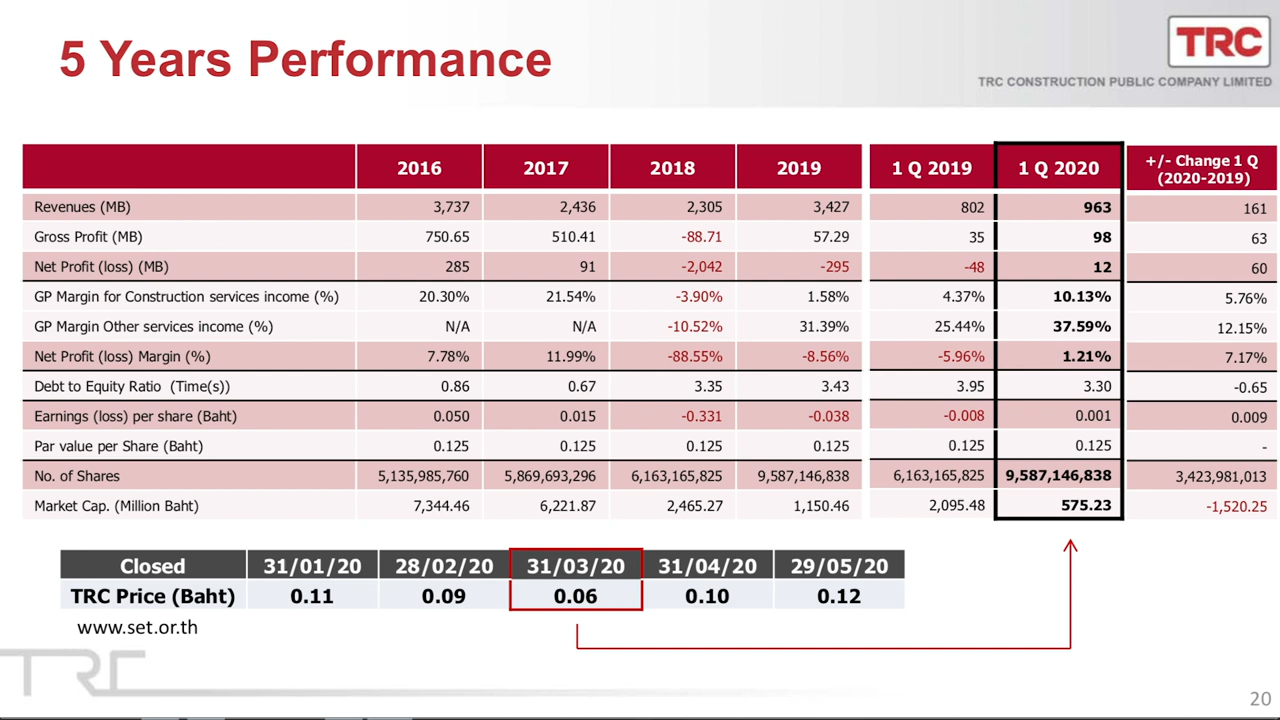 5 Years Performance
TRC
TRC CONSTRUCTION PUBLIC COMPANY LIMITED
2016 2017 2018 2019 1 Q 2019 1 Q 2020 +/- Change 1 Q (2020-2019)
Revenues (MB) 3,737 2,436 2,305 3,427 802 963 161
Gross Profit (MB) 750.65 510.41 -88.71 57.29 35 98 63
Net Profit (loss) (MB) 285 91 -2,042 -295 -48 12 60
GP Margin for Construction services income (%) 20.30% 21.54% -3.90% 1.58% 4.37% 10.13% 5.76%
GP Margin Other services income (%) N/A N/A -10.52% 31.39% 25.44% 37.59% 12.15%
Net Profit (loss) Margin (%) 7.78% 11.99% -88.55% -8.56% -5.96% 1.21% 7.17%
Debt to Equity Ratio (Time(s)) 0.86 0.67 3.35 3.43 3.95 3.30 -0.65
Earnings (loss) per share (Baht) 0.050 0.015 -0.331 -0.038 -0.008 0.001 0.009
Par value per Share (Baht) 0.125 0.125 0.125 0.125 0.125 0.125 -
No. of Shares 5,135,985,760 5,869,693,296 6,163,165,825 9,587,146,838 6,163,165,825 9,587,146,838 3,423,981,013
Market Cap. (Million Baht) 7,344.46 6,221.87 2,465.27 1,150.46 2,095.48 575.23 -1,520.25
Closed 31/01/20 28/02/20 31/03/20 31/04/20 29/05/20
TRC Price (Baht) 0.11 0.09 0.06 0.10 0.12
www.set.or.th
TRC
20